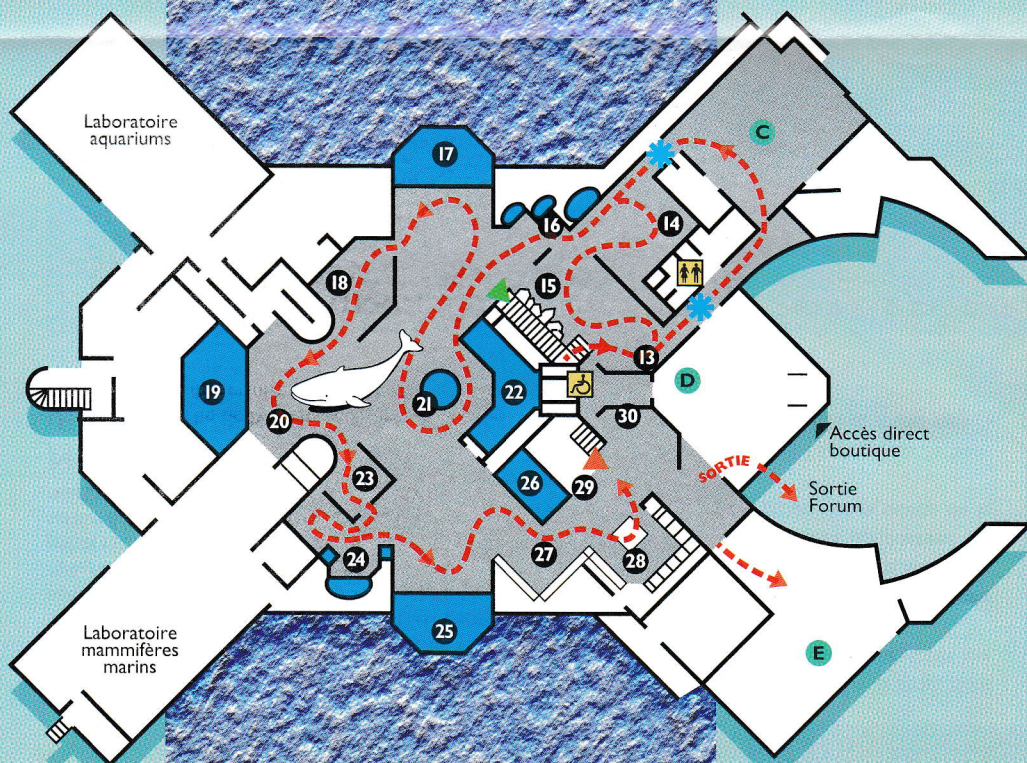 Laboratoire
aquariums
17
C
16
14
18
15
13
19
D
22
21
20
30
Accès direct
boutique
23
26
29
SORTIE
Sortie
Forum
24
27
28
25
Laboratoire
mammifères
marins
E